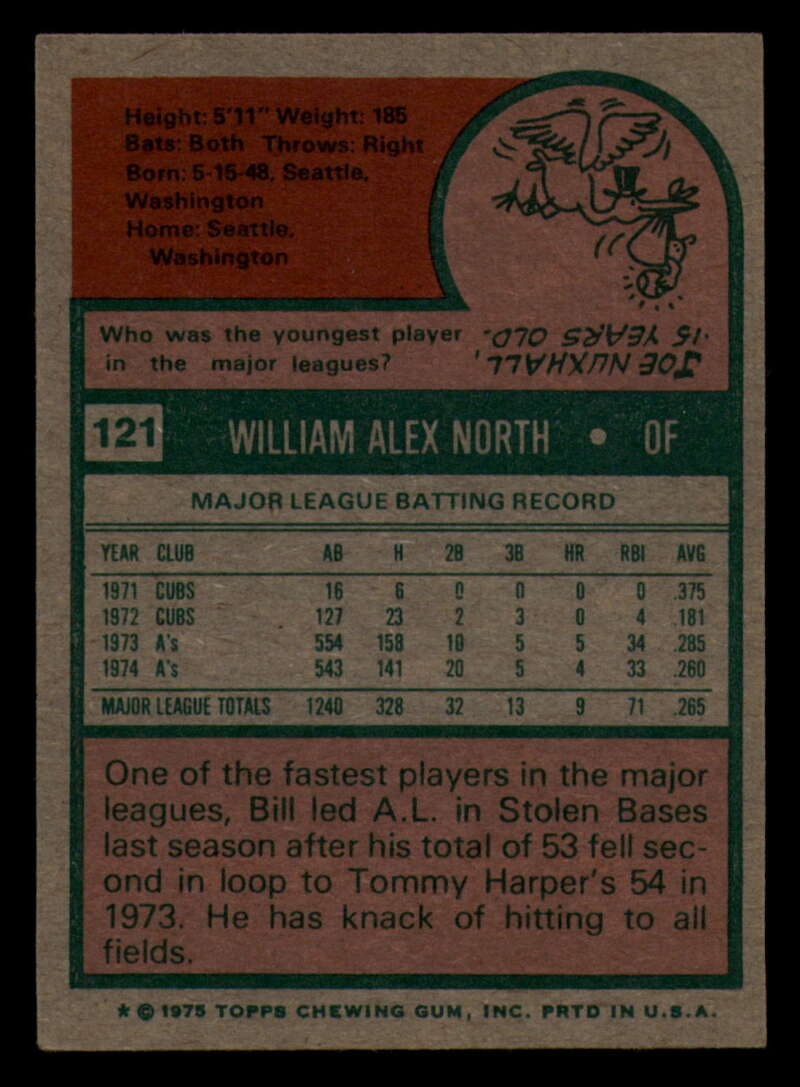 Height: 5'11" Weight: 185
Bats: Both Throws: Right
Born: 5-15-48, Seattle,
Washington
Home: Seattle,
Washington
Who was the youngest player
in the major leagues?
JOE NUXHALL,
15 YEARS OLD.
121 WILLIAM ALEX NORTH • OF
MAJOR LEAGUE BATTING RECORD
YEAR CLUB AB H 2B 3B HR RBI AVG
1971 CUBS 16 6 0 0 0 0 .375
1972 CUBS 127 23 2 3 0 4 .181
1973 A's 554 158 10 5 5 34 .285
1974 A's 543 141 20 5 4 33 .260
MAJOR LEAGUE TOTALS 1240 328 32 13 9 71 .265
One of the fastest players in the major
leagues, Bill led A.L. in Stolen Bases
last season after his total of 53 fell sec-
ond in loop to Tommy Harper's 54 in
1973. He has knack of hitting to all
fields.
* © 1975 TOPPS CHEWING GUM, INC. PRTD IN U.S.A.